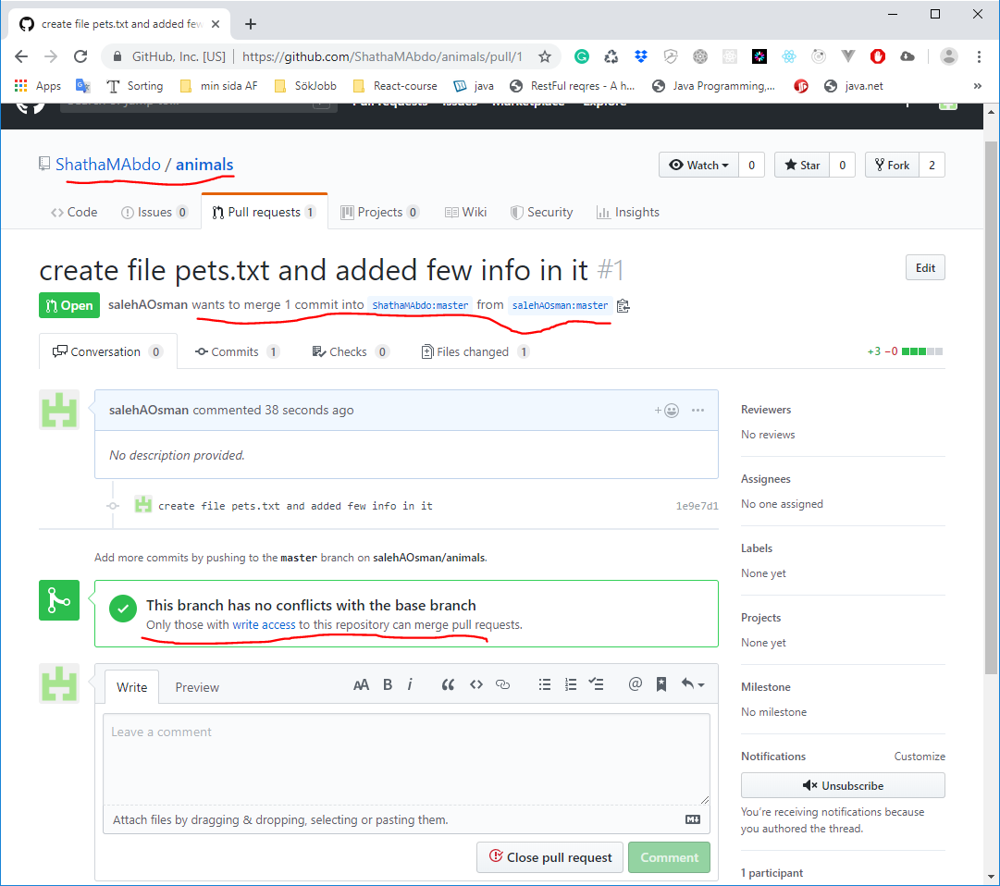 create file pets.txt and added few
GitHub, Inc. [US] | https://github.com/ShathaMAbdo/animals/pull/1
Apps Sorting min sida AF SökJobb React-course java RestFul reqres - A h... Java Programming,... java.net »
Pull requests Issues Marketplace Explore
ShathaMAbdo / animals
Watch 0 Star 0 Fork 2
Code Issues 0 Pull requests 1 Projects 0 Wiki Security Insights
create file pets.txt and added few info in it #1
Edit
Open salehAOsman wants to merge 1 commit into ShathaMAbdo:master from salehAOsman:master
Conversation 0 Commits 1 Checks 0 Files changed 1 +3 −0
salehAOsman commented 38 seconds ago
No description provided.
create file pets.txt and added few info in it 1e9e7d1
Add more commits by pushing to the master branch on salehAOsman/animals.
This branch has no conflicts with the base branch
Only those with write access to this repository can merge pull requests.
Write Preview
AA B i
Leave a comment
Attach files by dragging & dropping, selecting or pasting them.
Close pull request Comment
Reviewers
No reviews
Assignees
No one assigned
Labels
None yet
Projects
None yet
Milestone
No milestone
Notifications Customize
Unsubscribe
You're receiving notifications because
you authored the thread.
1 participant